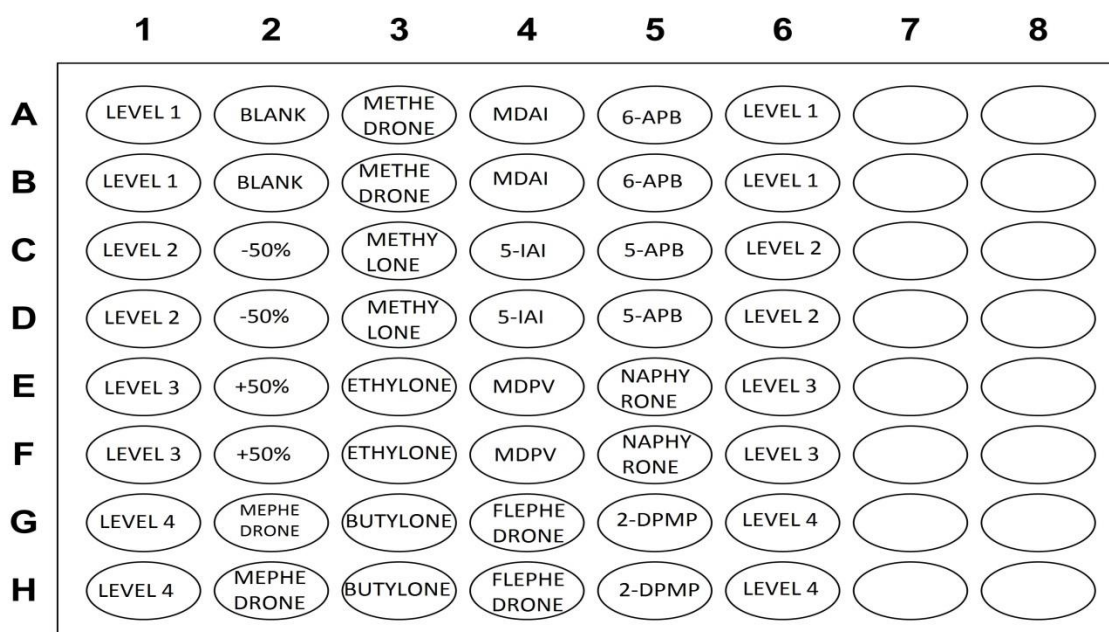 1 2 3 4 5 6 7 8
A LEVEL 1 BLANK METHE DRONE MDAI 6-APB LEVEL 1
B LEVEL 1 BLANK METHE DRONE MDAI 6-APB LEVEL 1
C LEVEL 2 -50% METHY LONE 5-IAI 5-APB LEVEL 2
D LEVEL 2 -50% METHY LONE 5-IAI 5-APB LEVEL 2
E LEVEL 3 +50% ETHYLONE MDPV NAPHY RONE LEVEL 3
F LEVEL 3 +50% ETHYLONE MDPV NAPHY RONE LEVEL 3
G LEVEL 4 MEPHE DRONE BUTYLONE FLEPHE DRONE 2-DPMP LEVEL 4
H LEVEL 4 MEPHE DRONE BUTYLONE FLEPHE DRONE 2-DPMP LEVEL 4